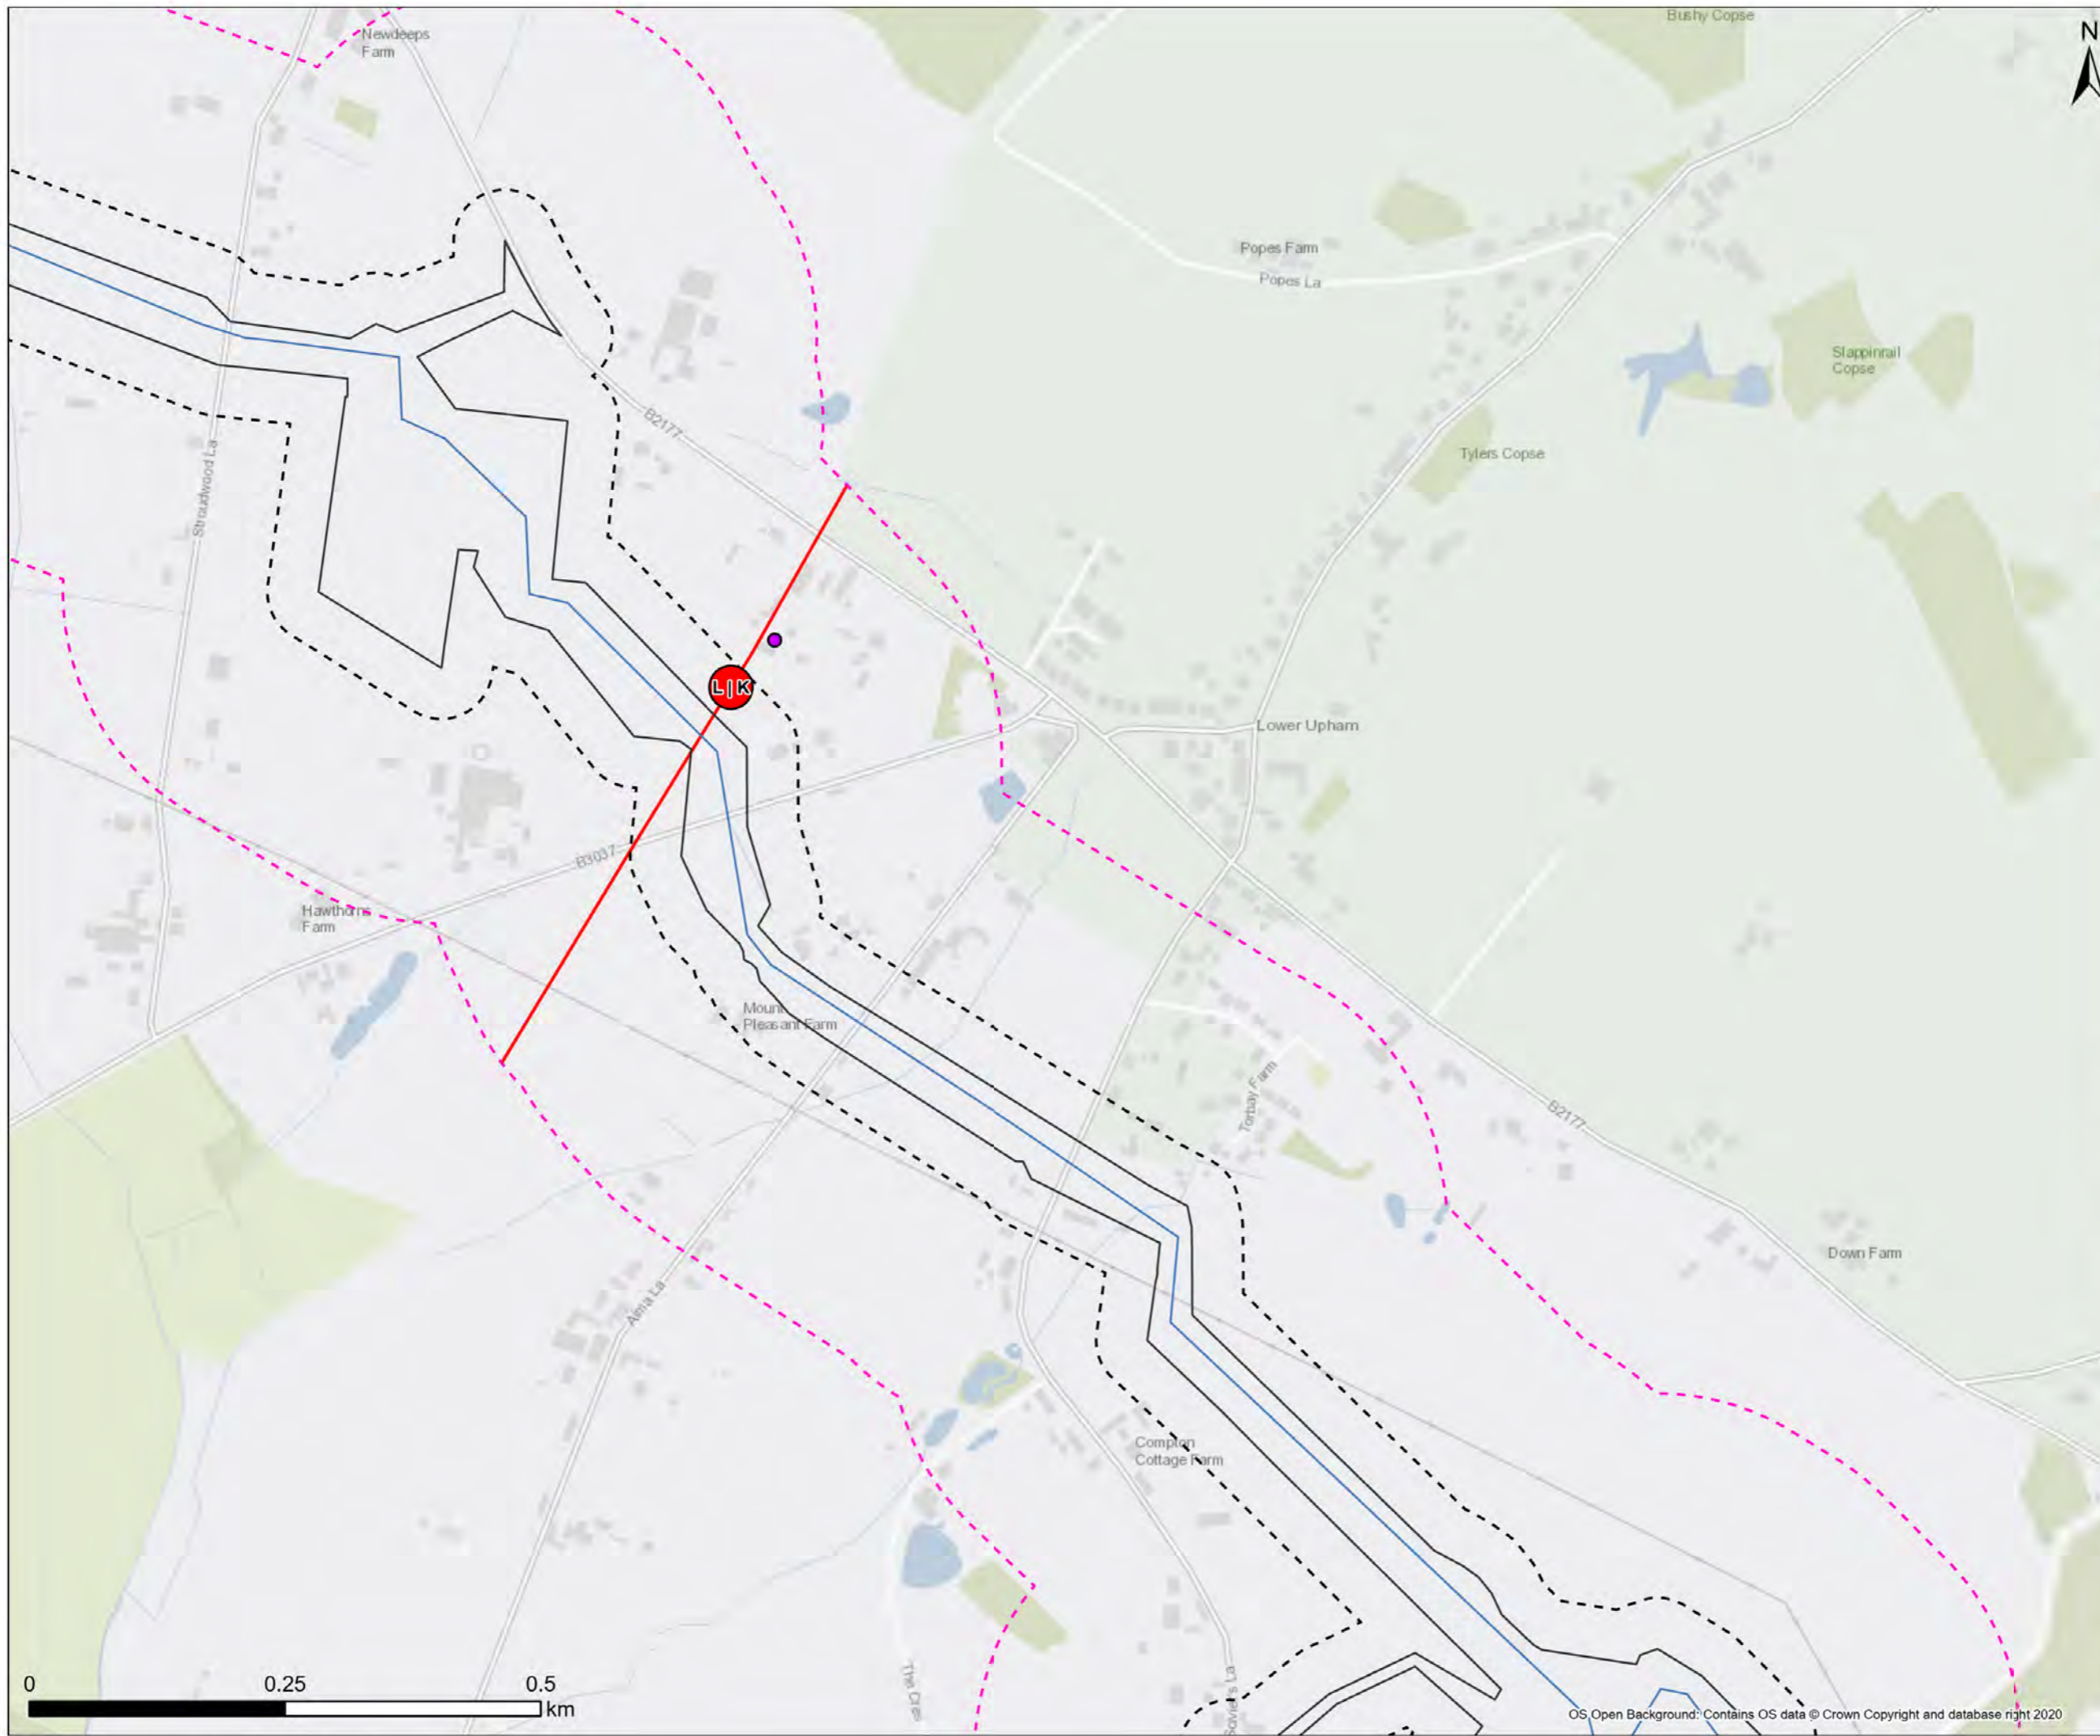 Bushy Copse
N
Newdeeps
Farm
Popes Farm
Popes La
Slappinrail
Copse
B2177
Tylers Copse
Stroudwood La
L | K
Lower Upham
B3037
Hawthorns
Farm
Mount
Pleasant Farm
Torbay Farm
B2177
Down Farm
Alma La
Compton
Cottage Farm
0
0.25
0.5
km
OS Open Background: Contains OS data © Crown Copyright and database right 2020